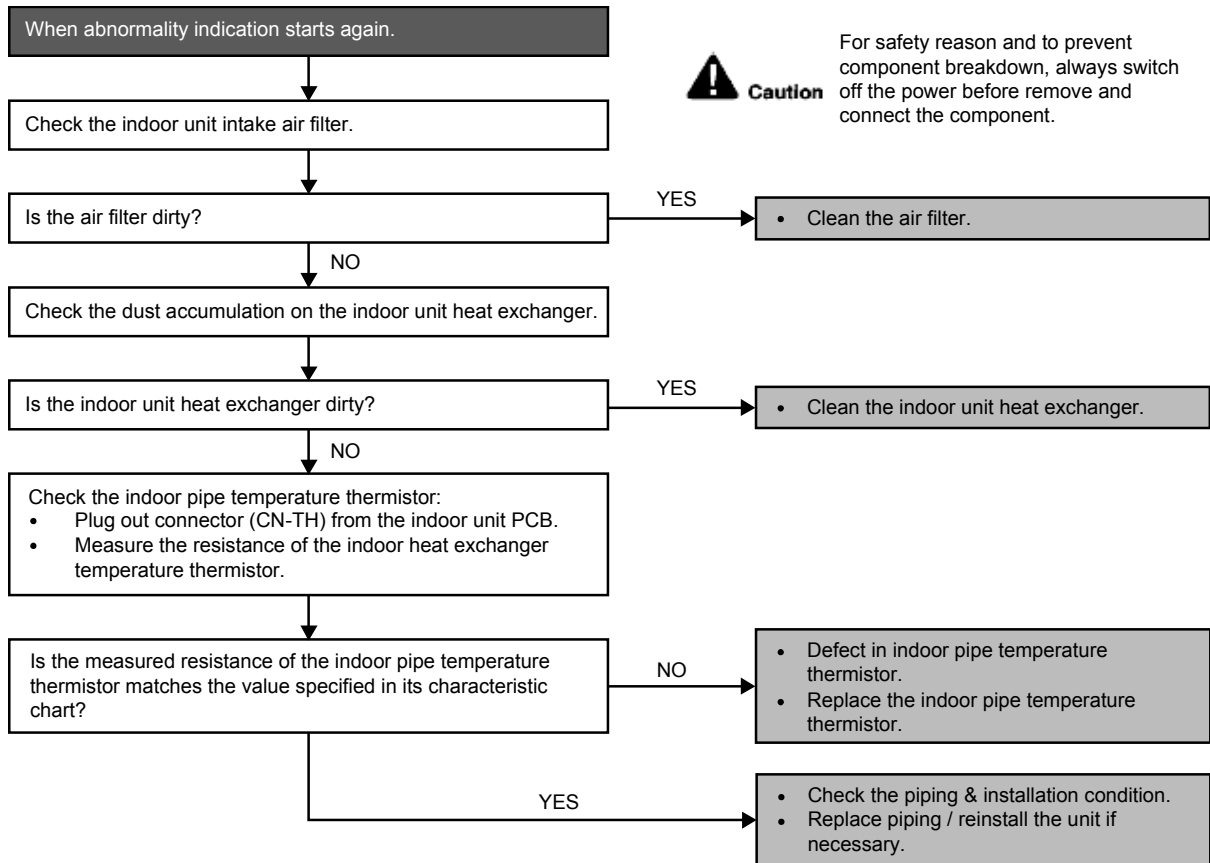 When abnormality indication starts again.
For safety reason and to prevent
component breakdown, always switch
Caution off the power before remove and
connect the component.
Check the indoor unit intake air filter.
Is the air filter dirty?
YES
• Clean the air filter.
NO
Check the dust accumulation on the indoor unit heat exchanger.
Is the indoor unit heat exchanger dirty?
YES
• Clean the indoor unit heat exchanger.
NO
Check the indoor pipe temperature thermistor:
• Plug out connector (CN-TH) from the indoor unit PCB.
• Measure the resistance of the indoor heat exchanger
temperature thermistor.
Is the measured resistance of the indoor pipe temperature
thermistor matches the value specified in its characteristic
chart?
NO
• Defect in indoor pipe temperature
thermistor.
• Replace the indoor pipe temperature
thermistor.
YES
• Check the piping & installation condition.
• Replace piping / reinstall the unit if
necessary.